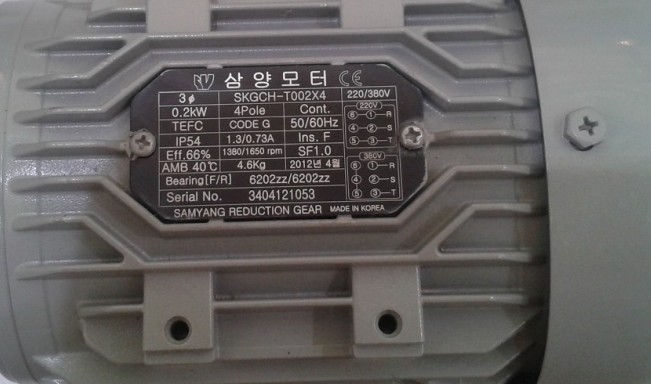 삼양모터 CE
3ø SKGCH-T002X4 220/380V
0.2kW 4Pole Cont. 220V
TEFC CODE G 50/60Hz ⑥ ① R
IP54 1.3/0.73A Ins. F ④ ② S
Eff.66% 1380/1650 rpm SF1.0 ⑤ ③ T
AMB 40℃ 4.6Kg 2012년 4월 380V
Bearing[F/R] 6202zz/6202zz ⑥ ① R
④ ② S
Serial No. 3404121053 ⑤ ③ T
SAMYANG REDUCTION GEAR MADE IN KOREA